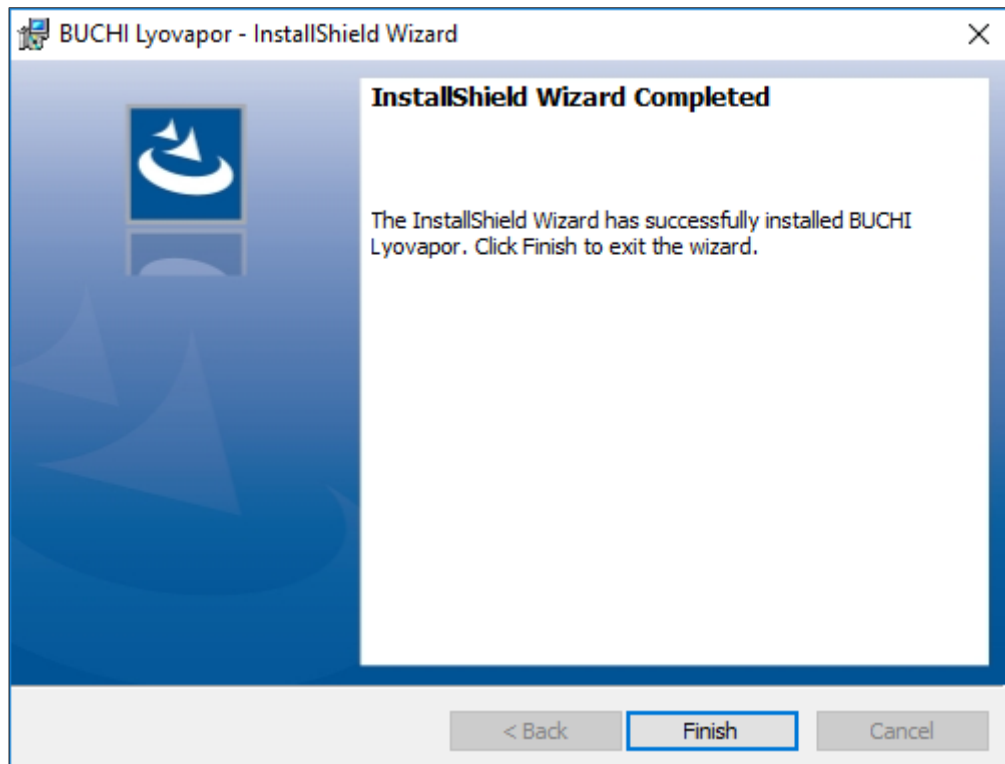 BUCHI Lyovapor - InstallShield Wizard
InstallShield Wizard Completed
The InstallShield Wizard has successfully installed BUCHI
Lyovapor. Click Finish to exit the wizard.
< Back
Finish
Cancel